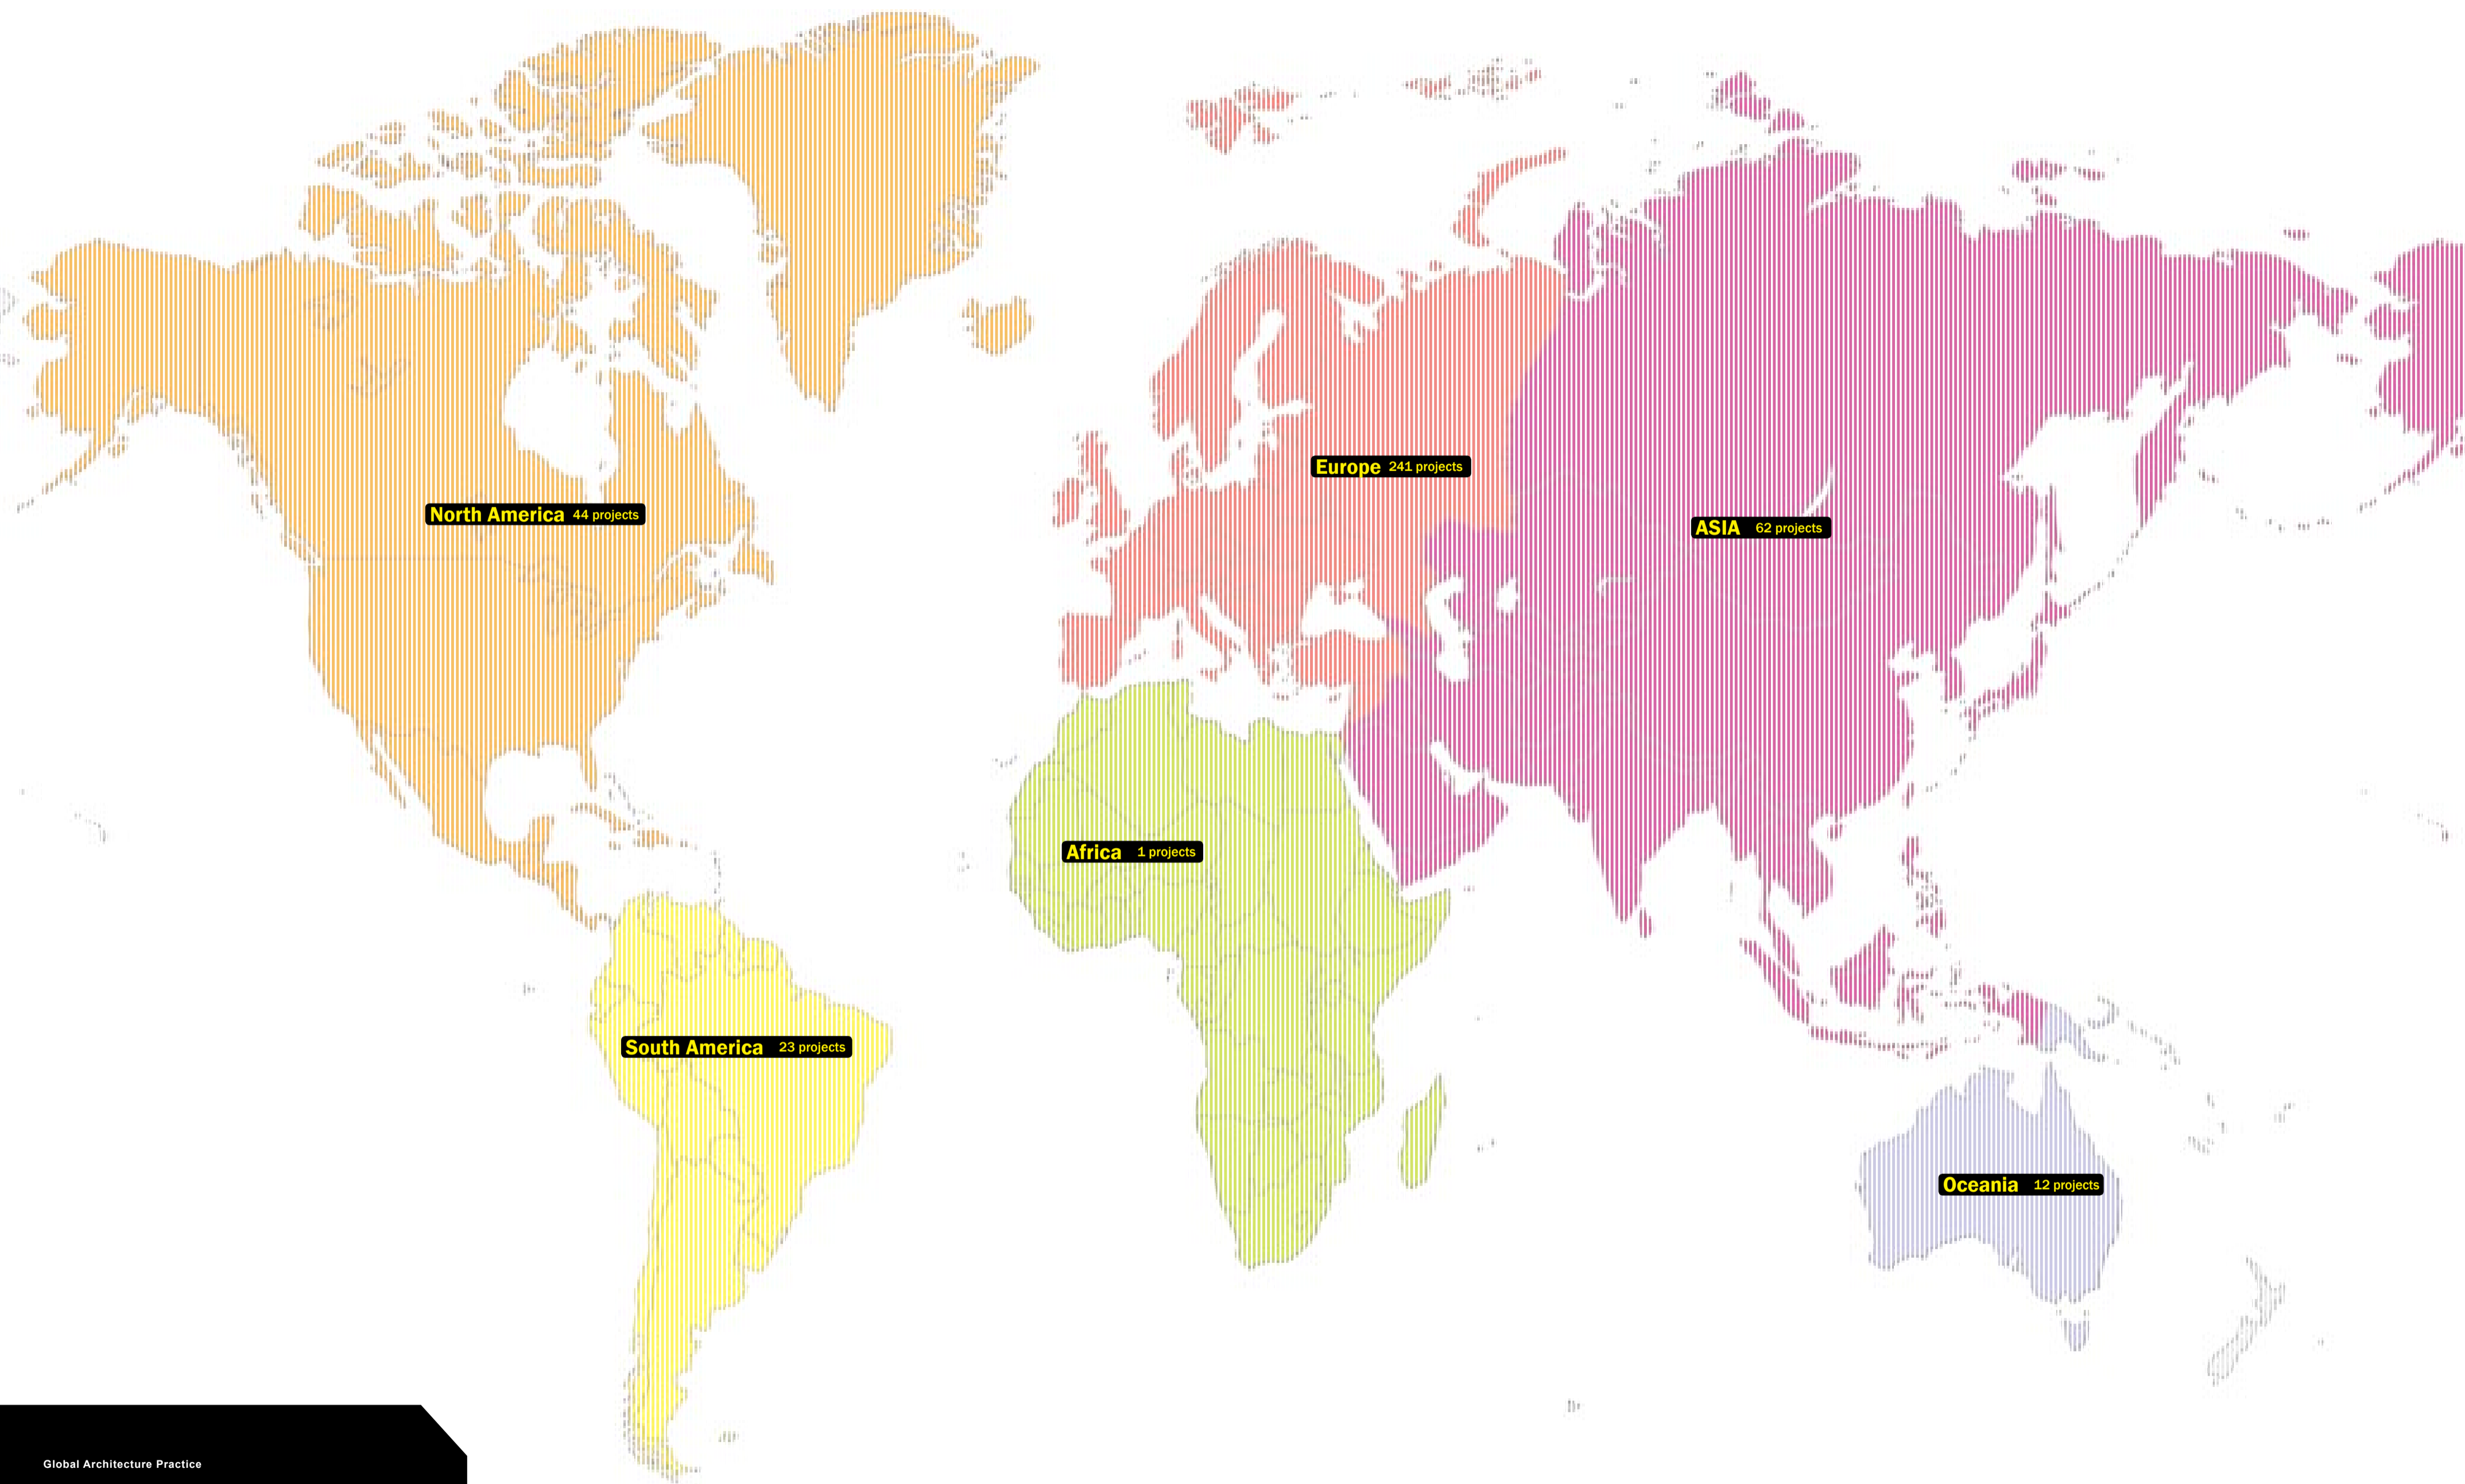 Europe 241 projects
North America 44 projects
ASIA 62 projects
Africa 1 projects
South America 23 projects
Oceania 12 projects
Global Architecture Practice